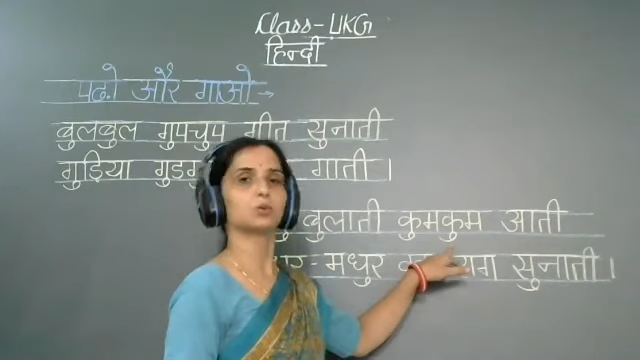 Class- UKG
हिन्दी
पढ़ो और गाओ→
बुलबुल गुपचुप गीत सुनाती
गुड़िया गाती।
बुलाती कुमकुम आती
मधुर सुनाती।